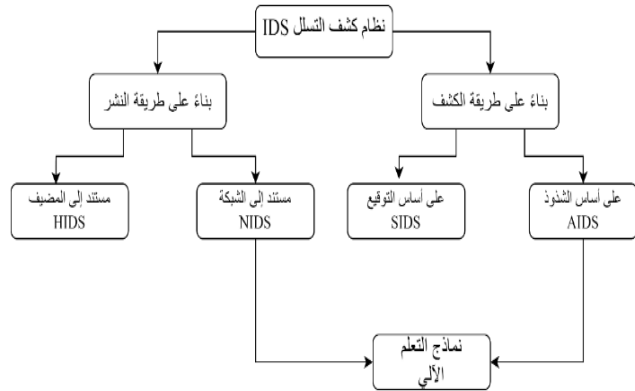 نظام كشف التسلل IDS
بناءً على طريقة الكشف
بناءً على طريقة النشر
على أساس الشذوذ
AIDS
على أساس التوقيع
SIDS
مستند إلى الشبكة
NIDS
مستند إلى المضيف
HIDS
نماذج التعلم
الآلي